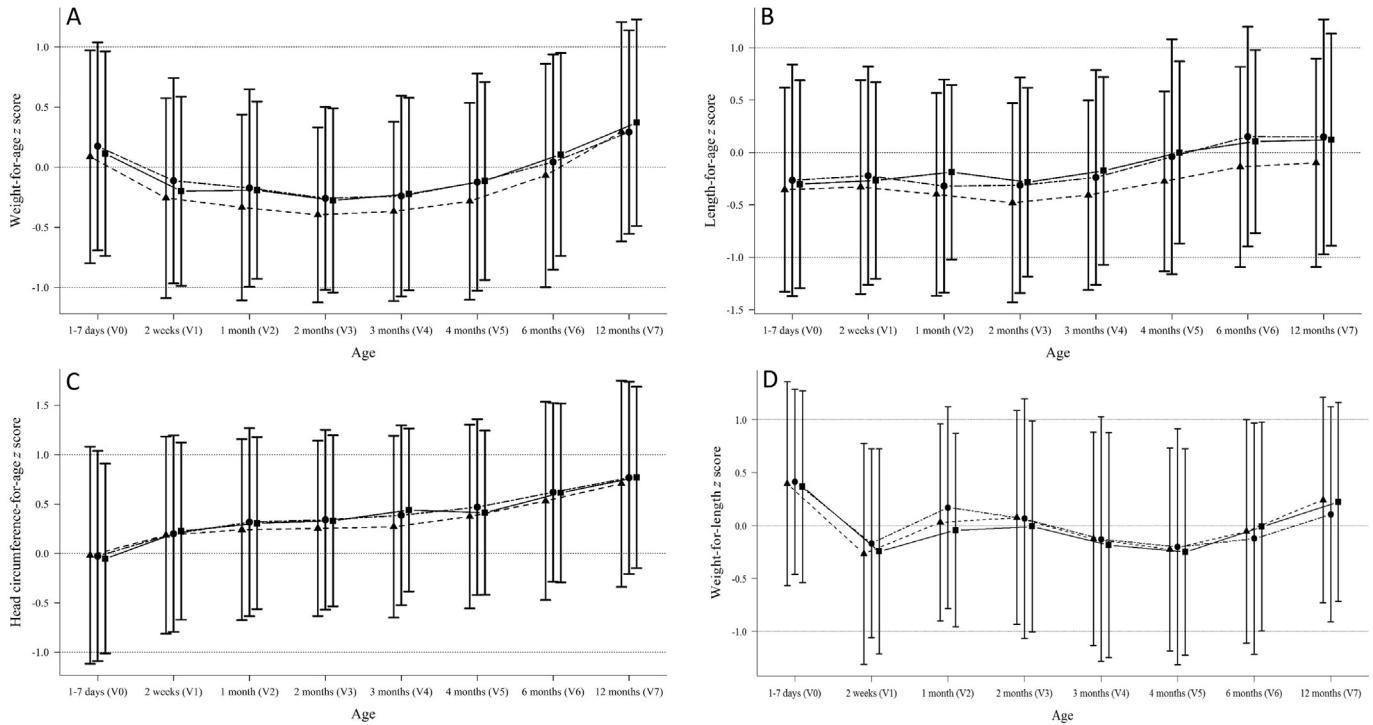 A
Weight-for-age z score
1.0
0.5
0.0
-0.5
-1.0
1-7 days (V0) 2 weeks (V1) 1 month (V2) 2 months (V3) 3 months (V4) 4 months (V5) 6 months (V6) 12 months (V7)
Age
B
Length-for-age z score
1.0
0.5
0.0
-0.5
-1.0
-1.5
1-7 days (V0) 2 weeks (V1) 1 month (V2) 2 months (V3) 3 months (V4) 4 months (V5) 6 months (V6) 12 months (V7)
Age
C
Head circumference-for-age z score
1.5
1.0
0.5
0.0
-0.5
-1.0
1-7 days (V0) 2 weeks (V1) 1 month (V2) 2 months (V3) 3 months (V4) 4 months (V5) 6 months (V6) 12 months (V7)
Age
D
Weight-for-length z score
1.0
0.5
0.0
-0.5
-1.0
1-7 days (V0) 2 weeks (V1) 1 month (V2) 2 months (V3) 3 months (V4) 4 months (V5) 6 months (V6) 12 months (V7)
Age